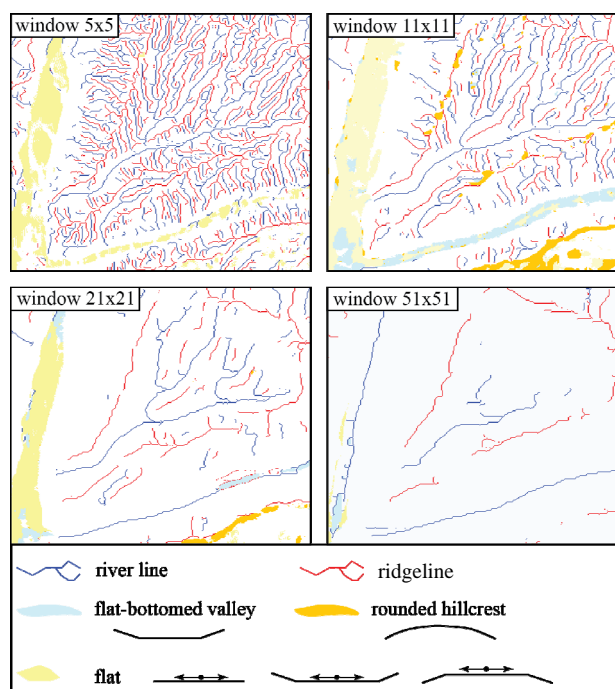 window 5x5
window 11x11
window 21x21
window 51x51
river line
ridgeline
flat-bottomed valley
rounded hillcrest
flat